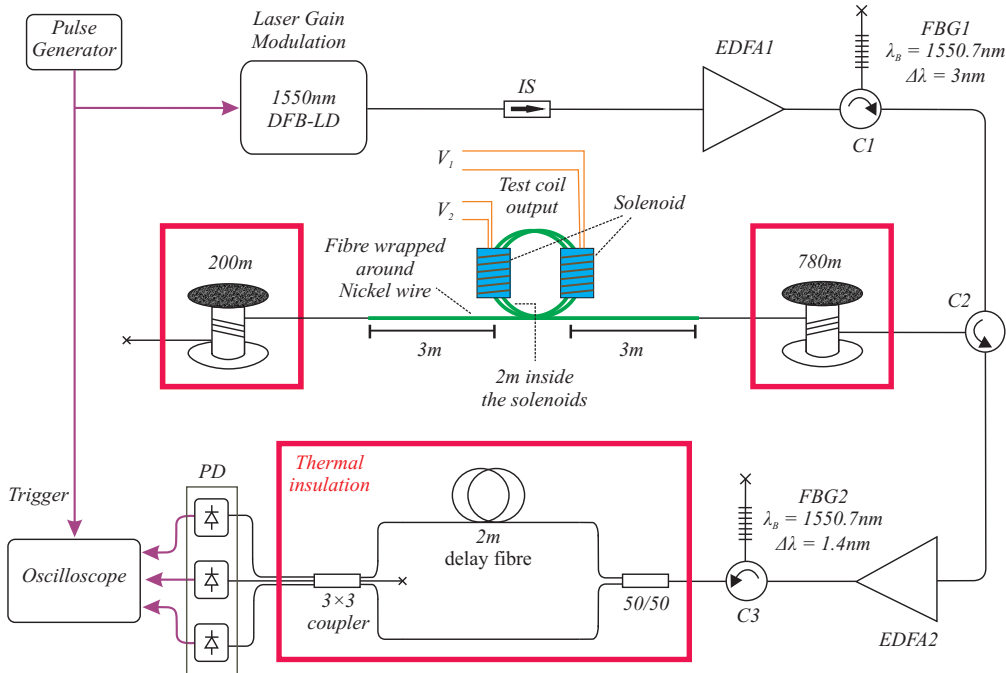 Pulse
Generator
Laser Gain
Modulation
1550nm
DFB-LD
IS
EDFA1
FBG1
λB = 1550.7nm
Δλ = 3nm
C1
V1
V2
Test coil
output
Solenoid
Fibre wrapped
around
Nickel wire
200m
780m
C2
3m
3m
2m inside
the solenoids
Thermal
insulation
PD
Trigger
Oscilloscope
2m
delay fibre
3×3
coupler
50/50
FBG2
λB = 1550.7nm
Δλ = 1.4nm
C3
EDFA2